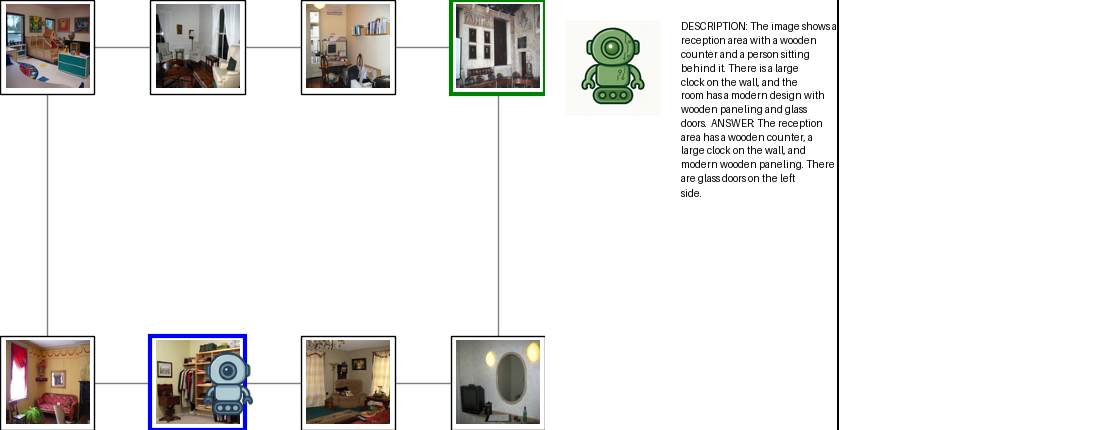 DESCRIPTION: The image shows a
reception area with a wooden
counter and a person sitting
behind it. There is a large
clock on the wall, and the
room has a modern design with
wooden paneling and glass
doors. ANSWER: The reception
area has a wooden counter, a
large clock on the wall, and
modern wooden paneling. There
are glass doors on the left
side.